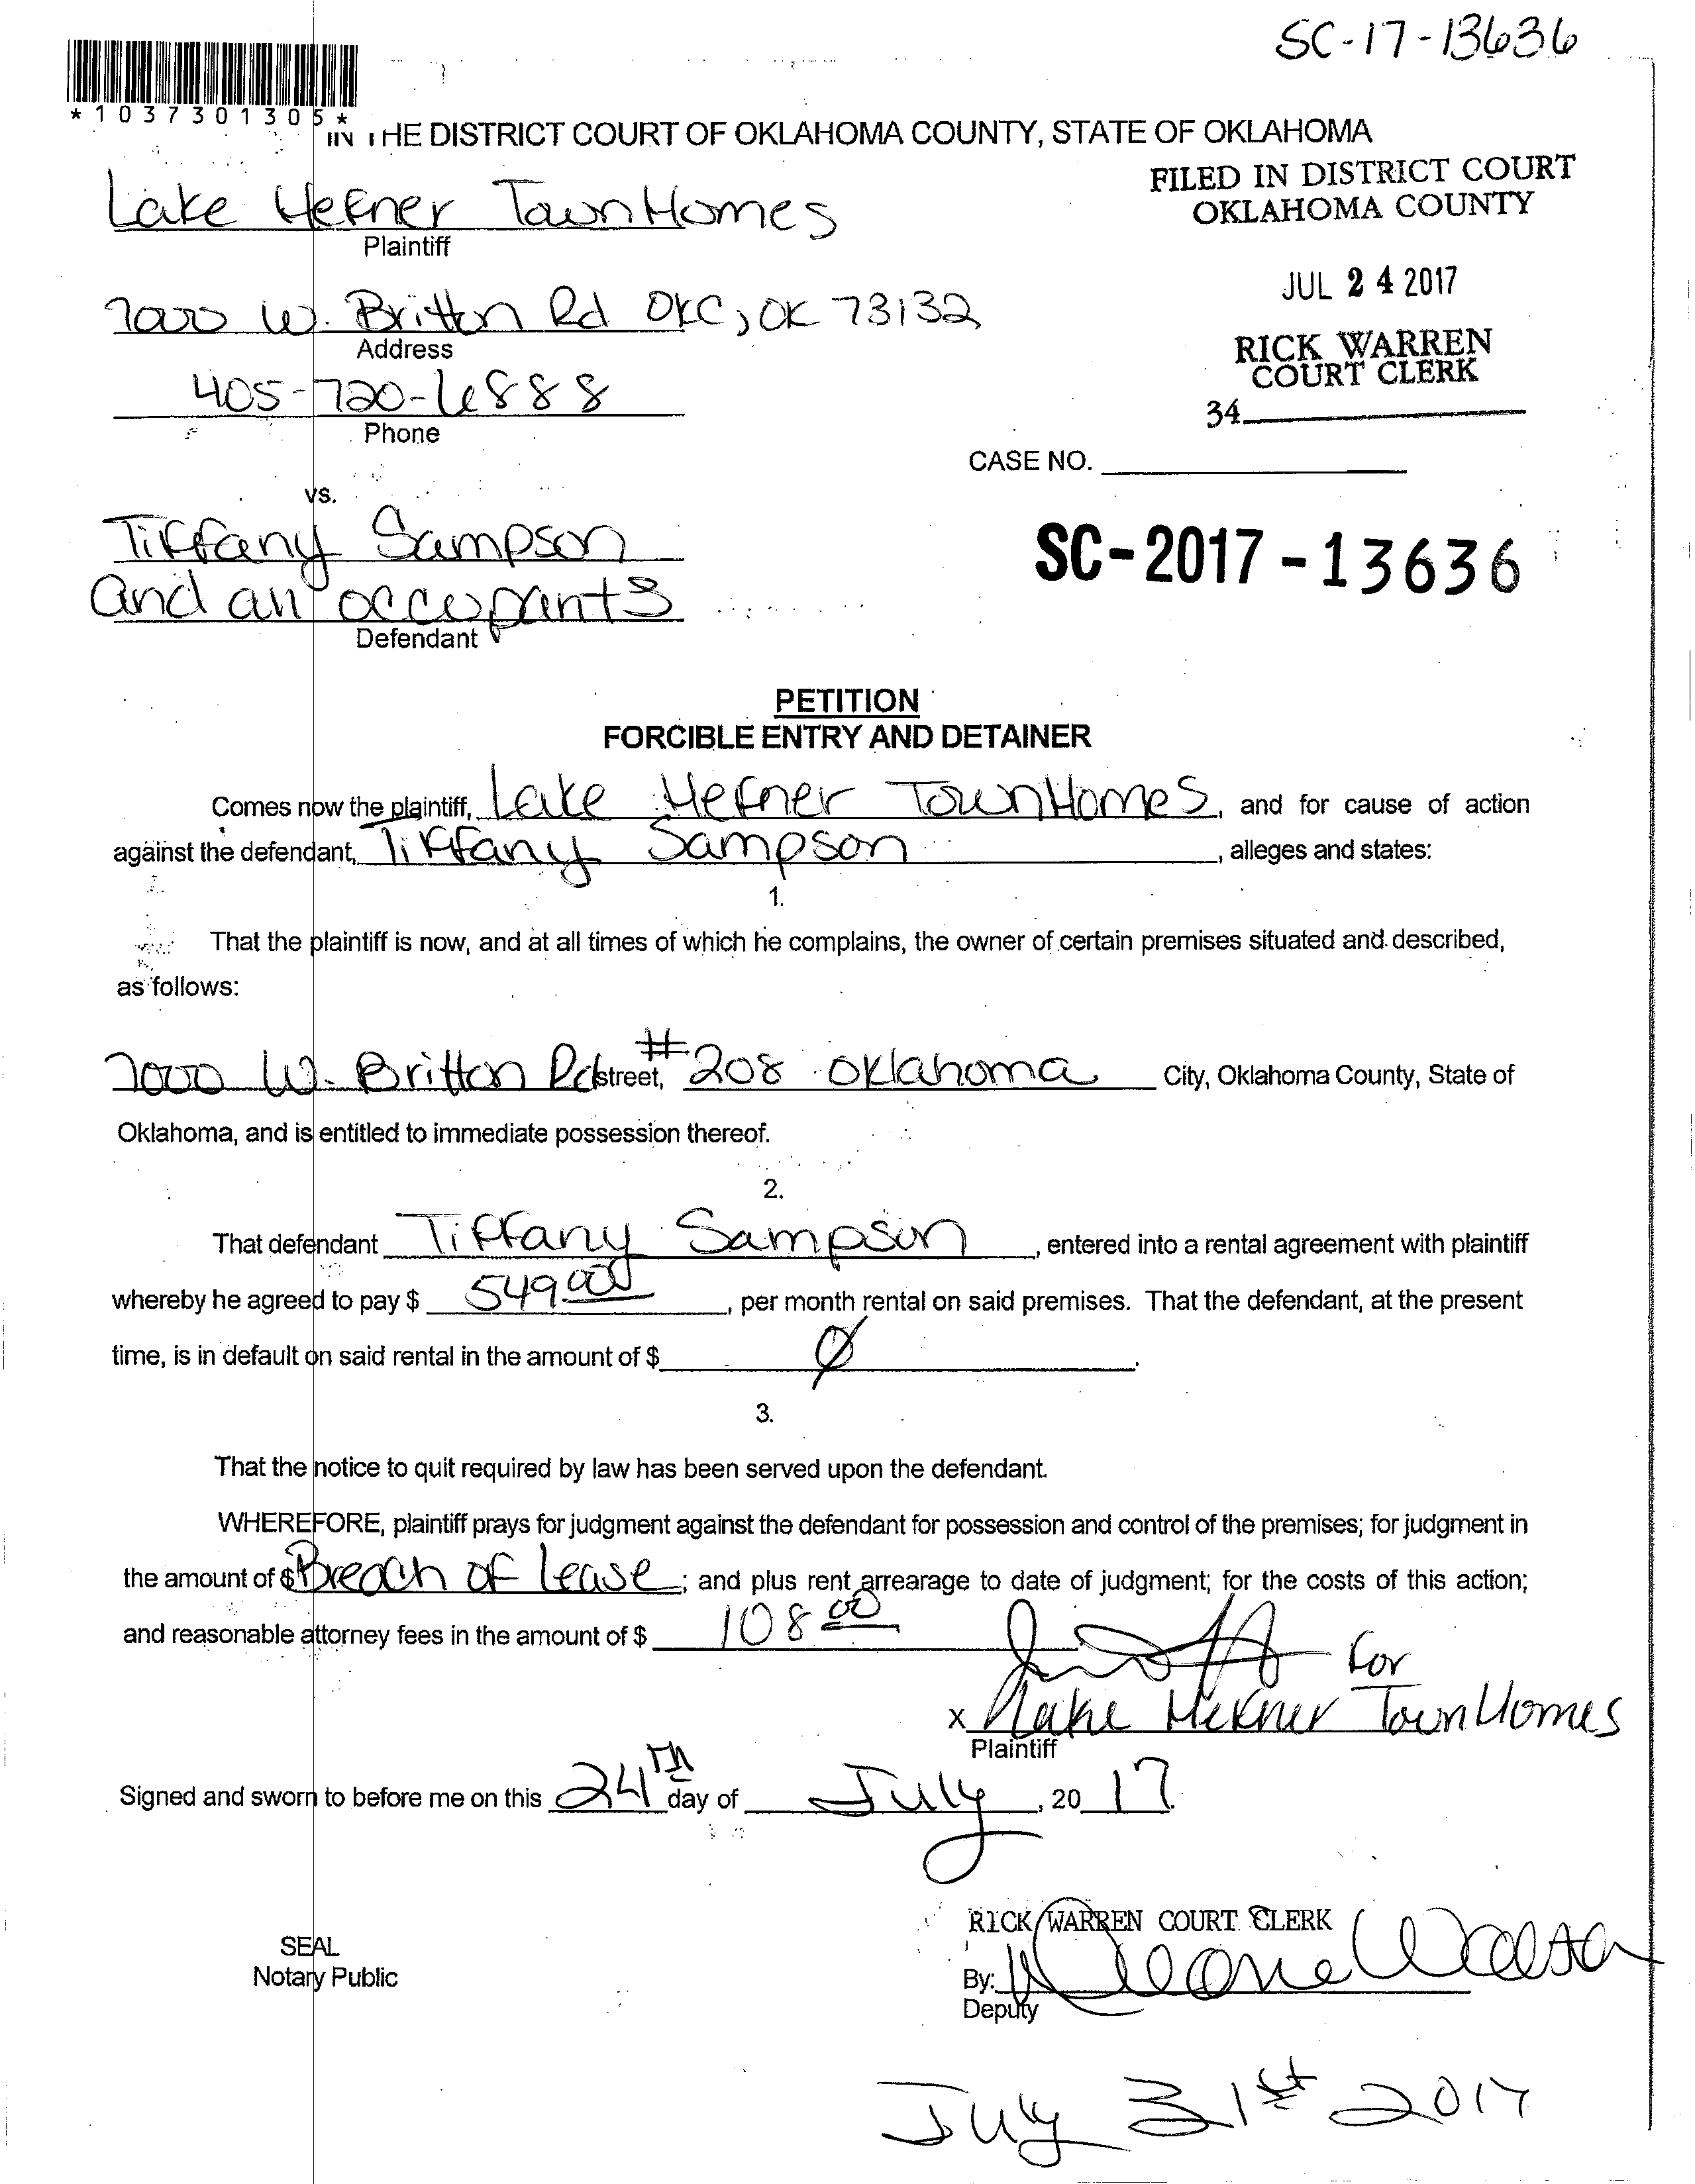 SC-17-13636
*1037301305*
IN THE DISTRICT COURT OF OKLAHOMA COUNTY, STATE OF OKLAHOMA
FILED IN DISTRICT COURT
OKLAHOMA COUNTY
Lake Hefner TownHomes
Plaintiff
JUL 24 2017
7000 W. Britton Rd OKC, OK 73132
Address
RICK WARREN
COURT CLERK
405-720-6888
34
Phone
CASE NO.
vs.
Tiffany Sampson
SC-2017-13636
and all occupants
Defendant
PETITION
FORCIBLE ENTRY AND DETAINER
Comes now the plaintiff, Lake Hefner TownHomes, and for cause of action
against the defendant, Tiffany Sampson, alleges and states:
1.
That the plaintiff is now, and at all times of which he complains, the owner of certain premises situated and described,
as follows:
7000 W. Britton Rd street, #208 Oklahoma City, Oklahoma County, State of
Oklahoma, and is entitled to immediate possession thereof.
2.
That defendant Tiffany Sampson, entered into a rental agreement with plaintiff
whereby he agreed to pay $ 549.00, per month rental on said premises. That the defendant, at the present
time, is in default on said rental in the amount of $ Ø.
3.
That the notice to quit required by law has been served upon the defendant.
WHEREFORE, plaintiff prays for judgment against the defendant for possession and control of the premises; for judgment in
the amount of $ Breach of Lease; and plus rent arrearage to date of judgment; for the costs of this action;
and reasonable attorney fees in the amount of $ 108 00
for
x Lake Hefner TownHomes
Plaintiff
Signed and sworn to before me on this 24th day of July, 20 17.
RICK WARREN COURT CLERK
SEAL
Notary Public
By:
Deputy
July 31st 2017